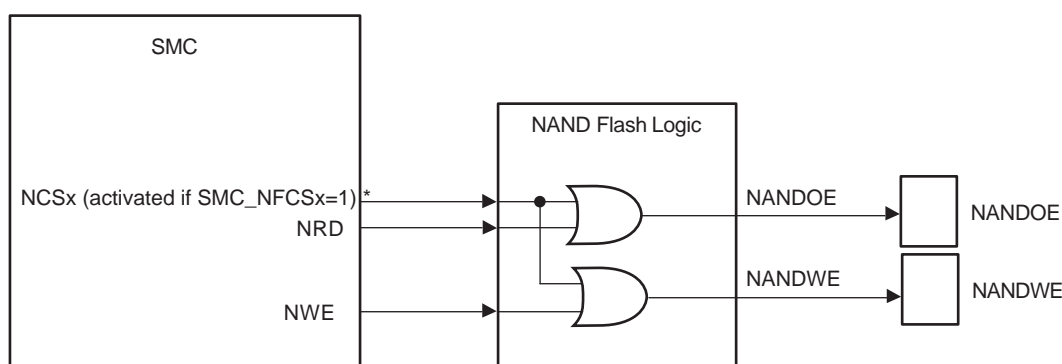 SMC
NAND Flash Logic
NCSx (activated if SMC_NFCSx=1) *
NRD
NWE
NANDOE
NANDOE
NANDWE
NANDWE